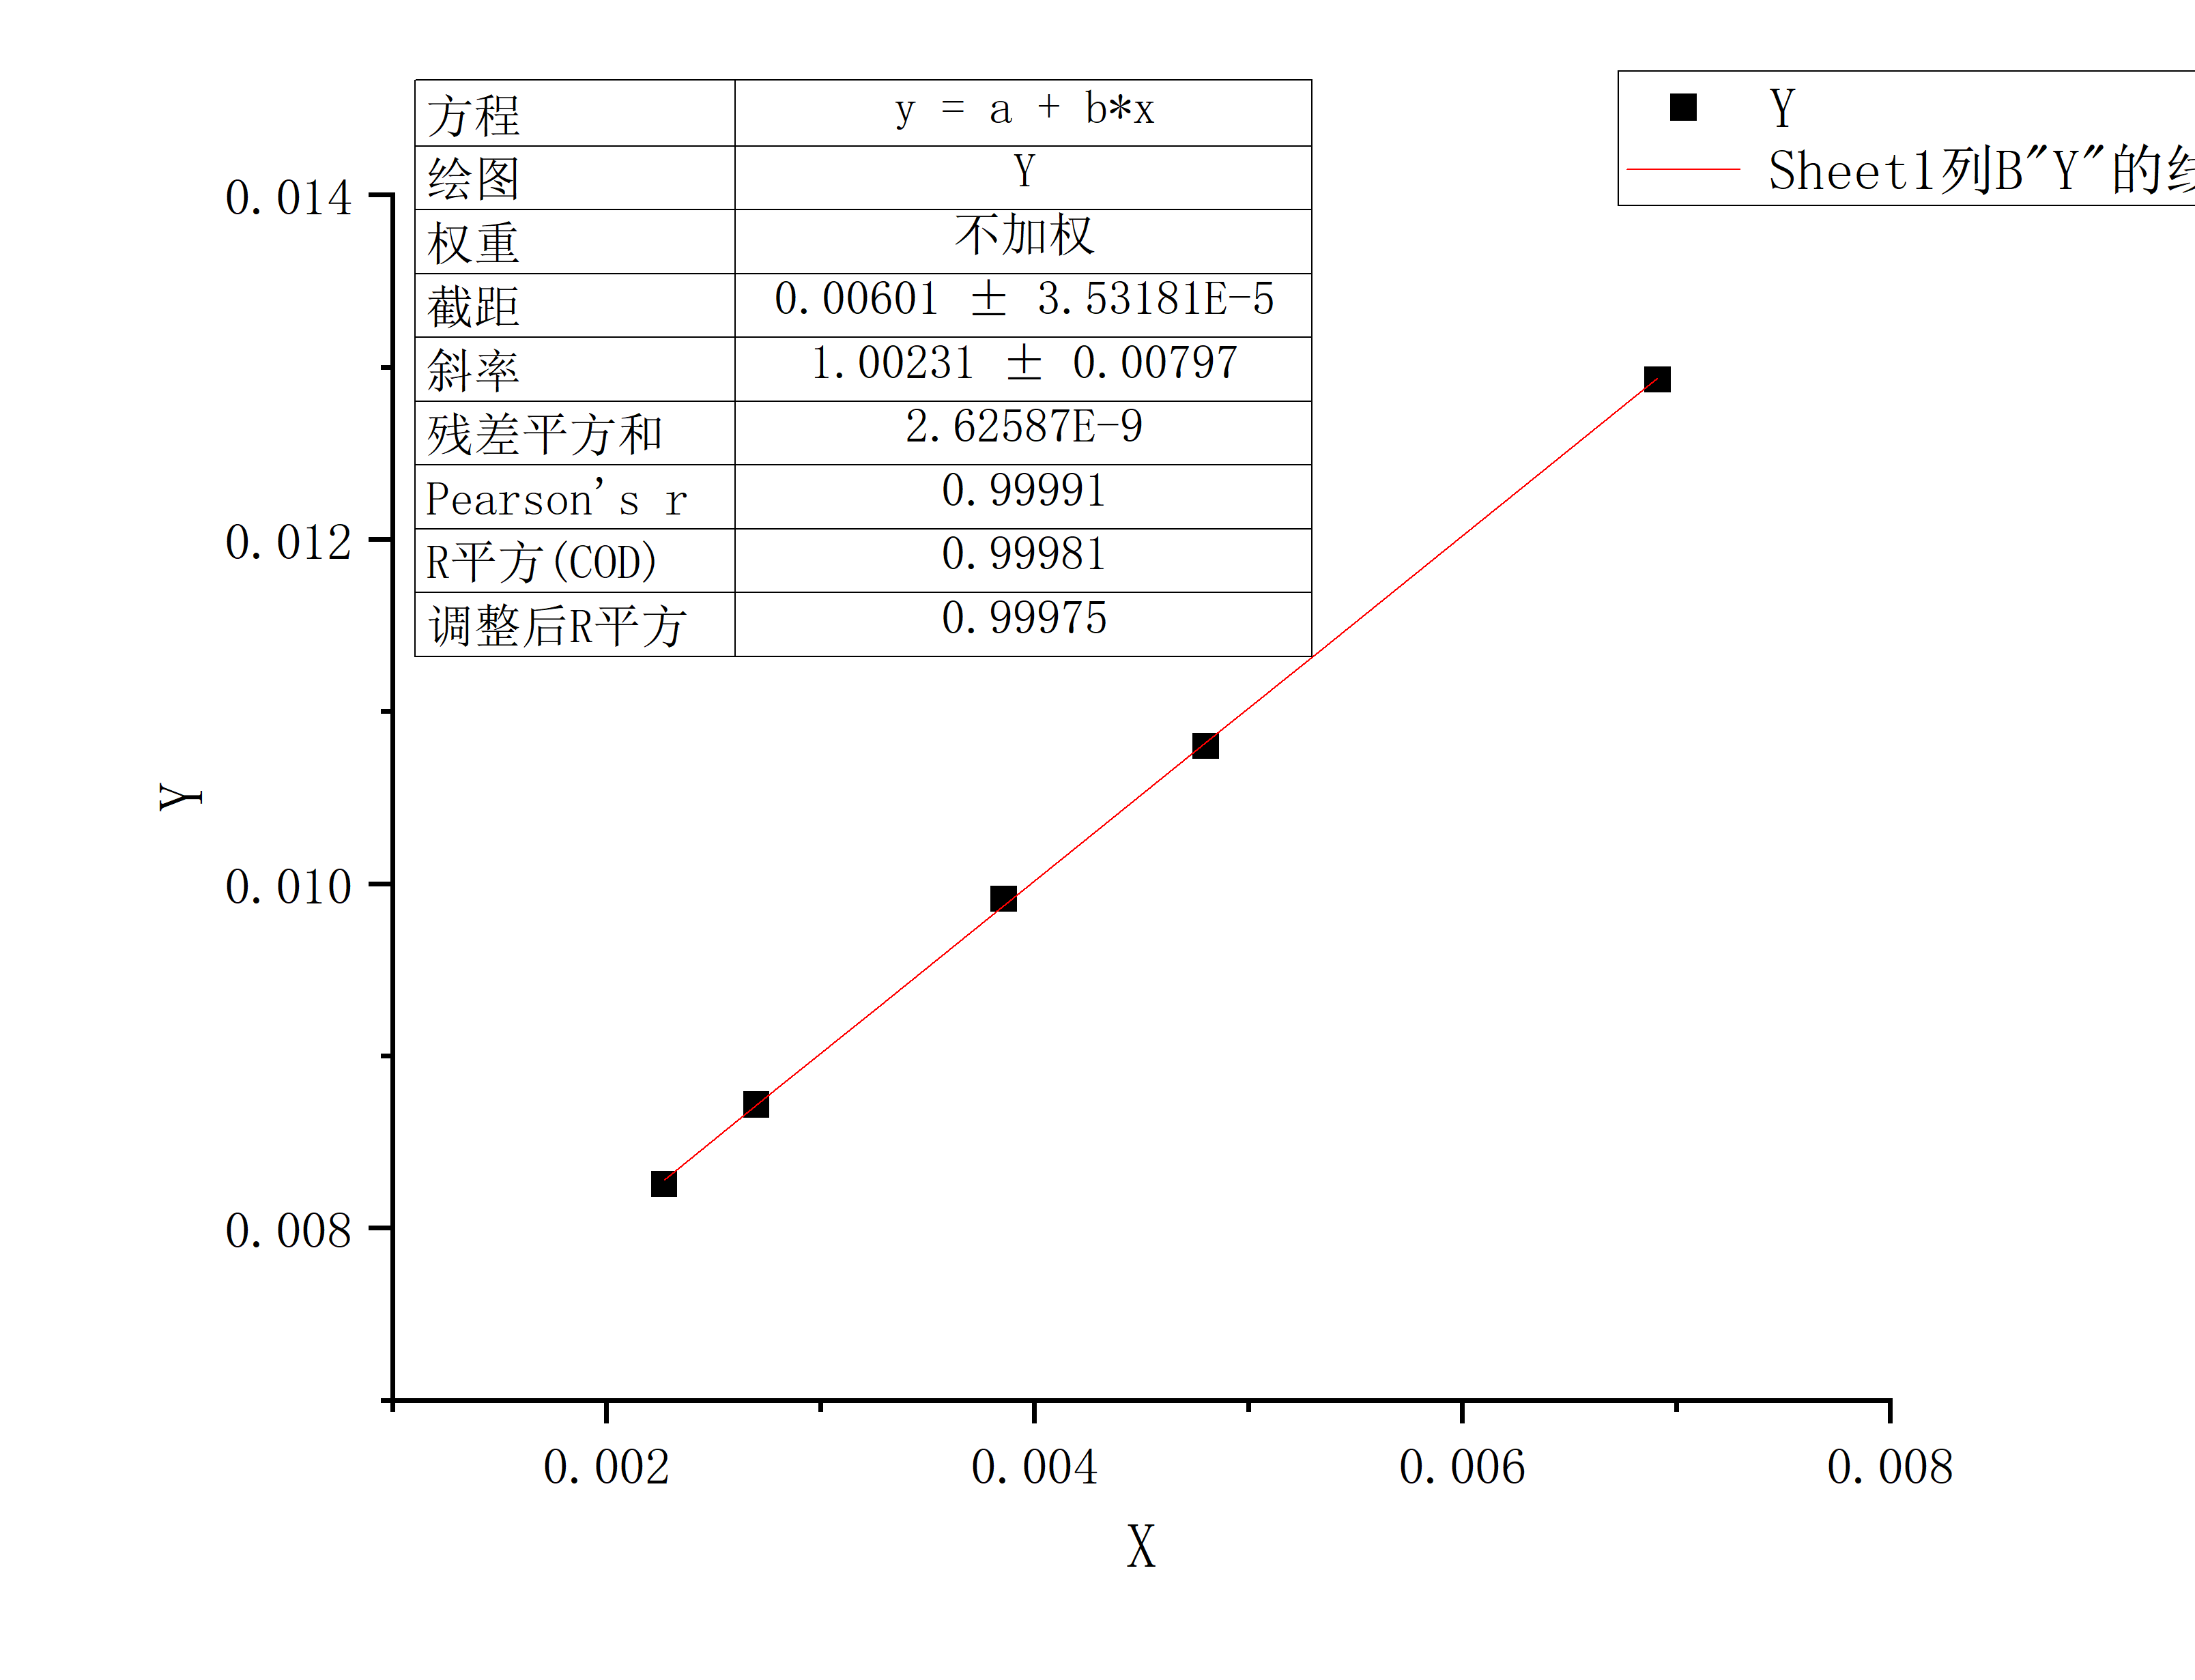 方程 y = a + b*x
绘图 Y
权重 不加权
截距 0.00601 ± 3.53181E-5
斜率 1.00231 ± 0.00797
残差平方和 2.62587E-9
Pearson's r 0.99991
R平方(COD) 0.99981
调整后R平方 0.99975
Y
Sheet1列B"Y"的
0.014
0.012
0.010
0.008
Y
0.002 0.004 0.006 0.008
X